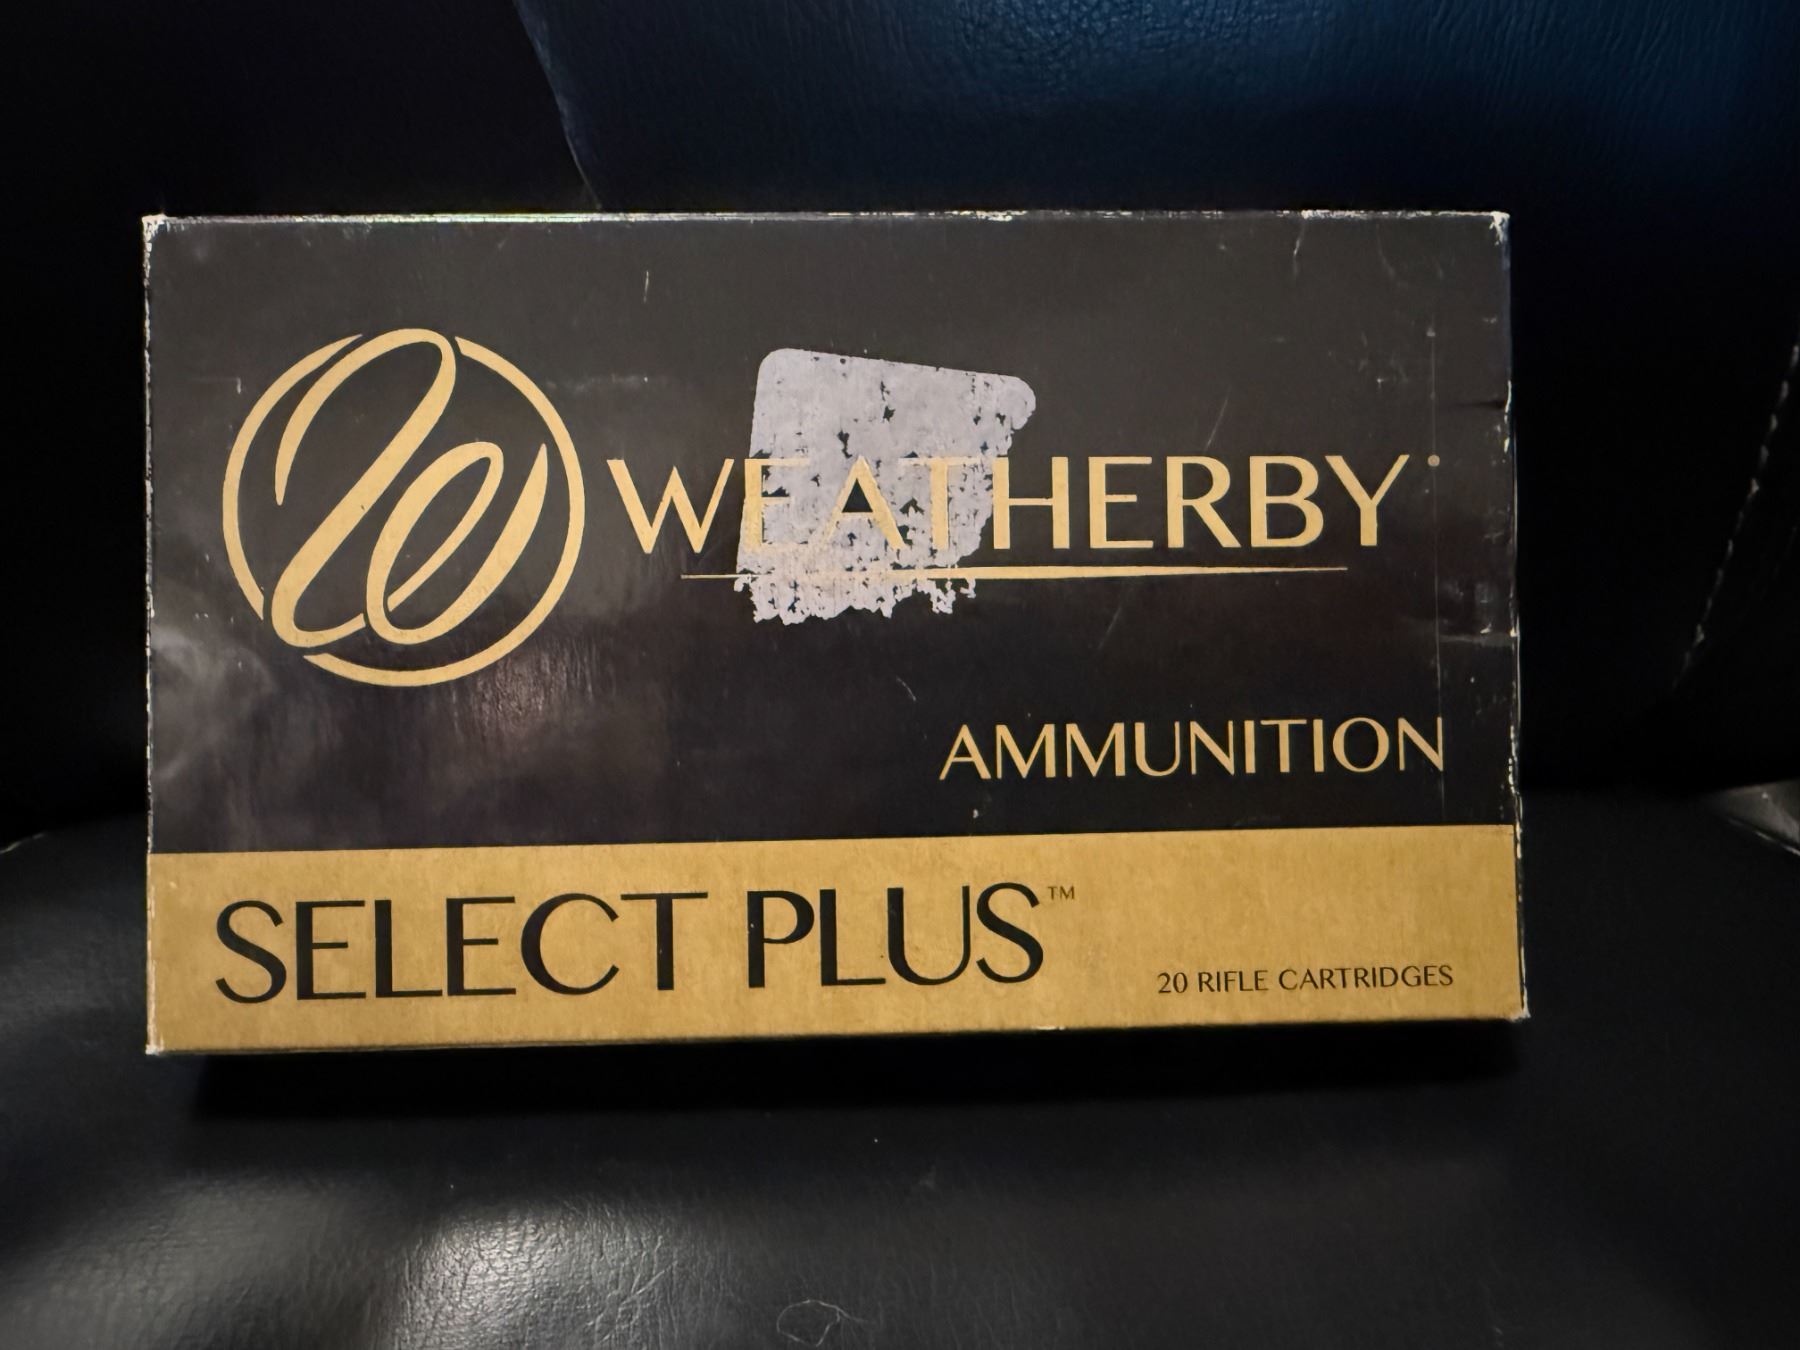 WEATHERBY®
AMMUNITION
SELECT PLUS™
20 RIFLE CARTRIDGES